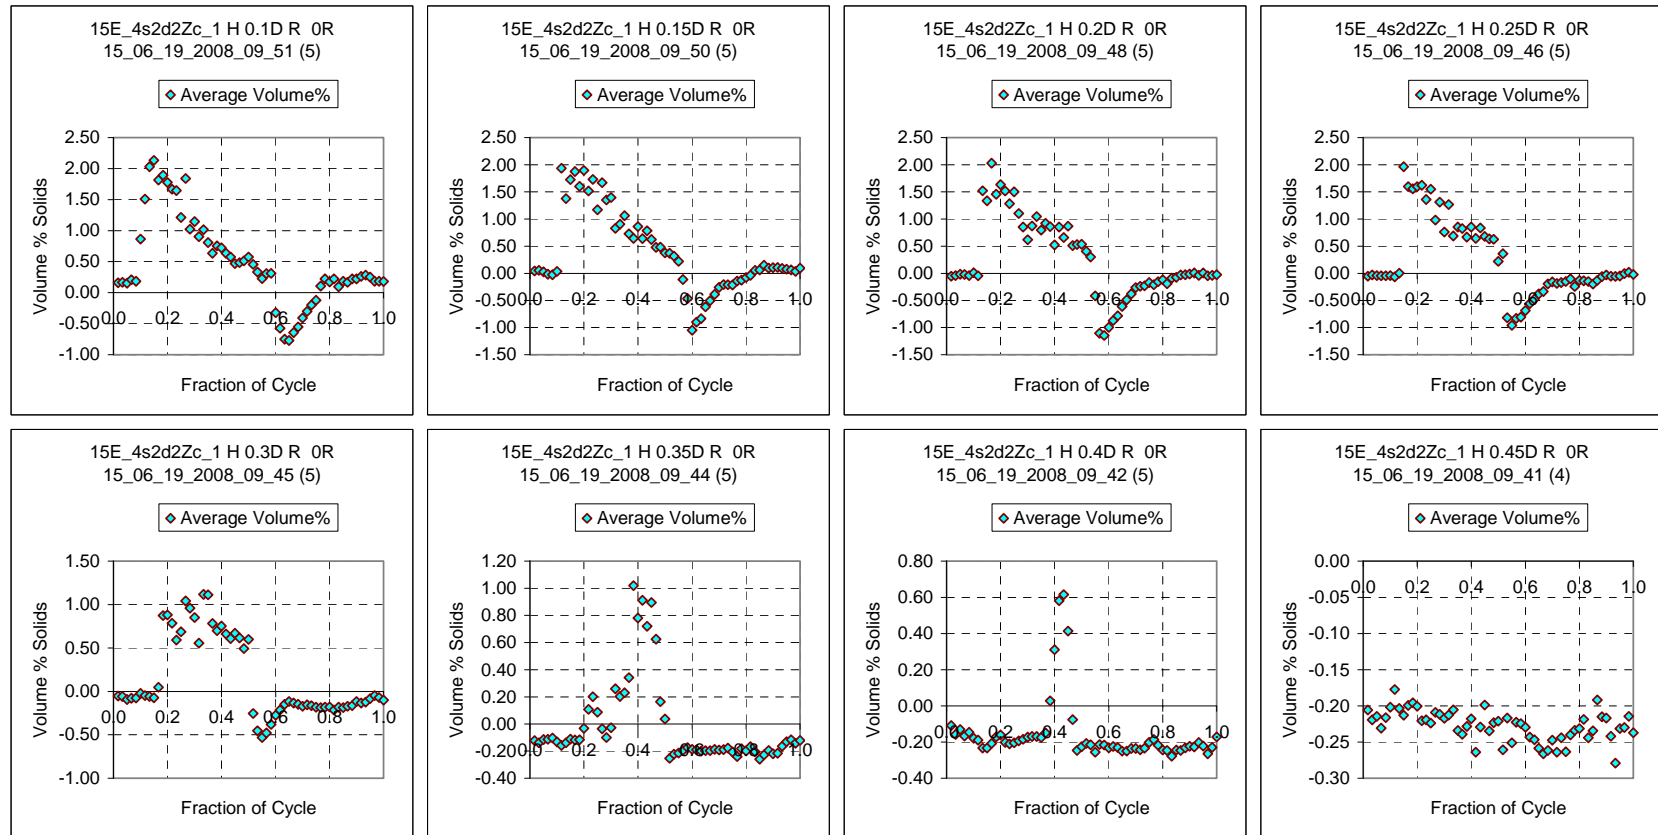 15E_4s2d2Zc_1 H 0.1D R 0R
15_06_19_2008_09_51 (5)
Average Volume%
2.50
2.00
1.50
1.00
0.50
0.00
-0.50
-1.00
0.0 0.2 0.4 0.6 0.8 1.0
Volume % Solids
Fraction of Cycle
15E_4s2d2Zc_1 H 0.15D R 0R
15_06_19_2008_09_50 (5)
Average Volume%
2.50
2.00
1.50
1.00
0.50
0.00
-0.50
-1.00
-1.50
0.0 0.2 0.4 0.6 0.8 1.0
Volume % Solids
Fraction of Cycle
15E_4s2d2Zc_1 H 0.2D R 0R
15_06_19_2008_09_48 (5)
Average Volume%
2.50
2.00
1.50
1.00
0.50
0.00
-0.50
-1.00
-1.50
0.0 0.2 0.4 0.6 0.8 1.0
Volume % Solids
Fraction of Cycle
15E_4s2d2Zc_1 H 0.25D R 0R
15_06_19_2008_09_46 (5)
Average Volume%
2.50
2.00
1.50
1.00
0.50
0.00
-0.50
-1.00
-1.50
0.0 0.2 0.4 0.6 0.8 1.0
Volume % Solids
Fraction of Cycle
15E_4s2d2Zc_1 H 0.3D R 0R
15_06_19_2008_09_45 (5)
Average Volume%
1.50
1.00
0.50
0.00
-0.50
-1.00
0.0 0.2 0.4 0.6 0.8 1.0
Volume % Solids
Fraction of Cycle
15E_4s2d2Zc_1 H 0.35D R 0R
15_06_19_2008_09_44 (5)
Average Volume%
1.20
1.00
0.80
0.60
0.40
0.20
0.00
-0.20
-0.40
0.0 0.2 0.4 0.6 0.8 1.0
Volume % Solids
Fraction of Cycle
15E_4s2d2Zc_1 H 0.4D R 0R
15_06_19_2008_09_42 (5)
Average Volume%
0.80
0.60
0.40
0.20
0.00
-0.20
-0.40
0.0 0.2 0.4 0.6 0.8 1.0
Volume % Solids
Fraction of Cycle
15E_4s2d2Zc_1 H 0.45D R 0R
15_06_19_2008_09_41 (4)
Average Volume%
0.00
-0.05
-0.10
-0.15
-0.20
-0.25
-0.30
0.0 0.2 0.4 0.6 0.8 1.0
Volume % Solids
Fraction of Cycle